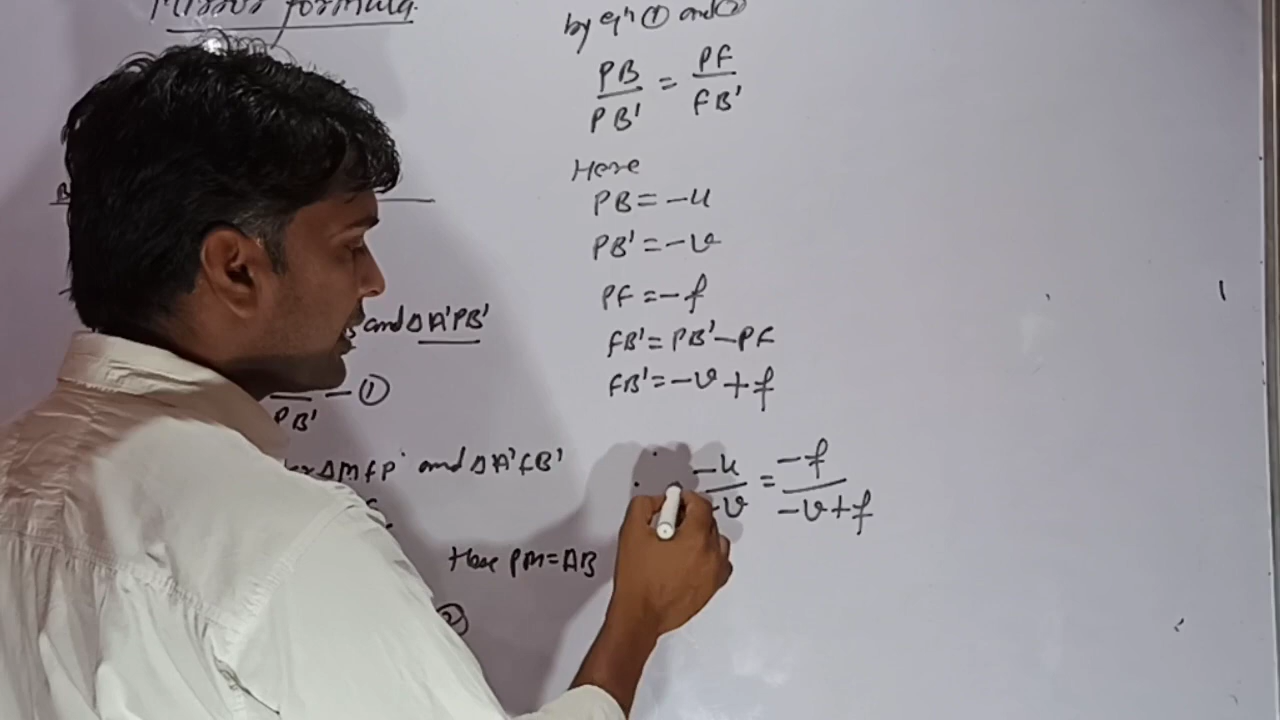 Mirror formula
B
and ΔA'PB'
PB' - ①
ΔMFP and ΔA'FB'
Here PM=AB
②
by eqⁿ ① and ②
PB/PB' = PF/FB'
Here
PB = -u
PB' = -v
PF = -f
FB' = PB' - PF
FB' = -v + f
-u/-v = -f/-v+f